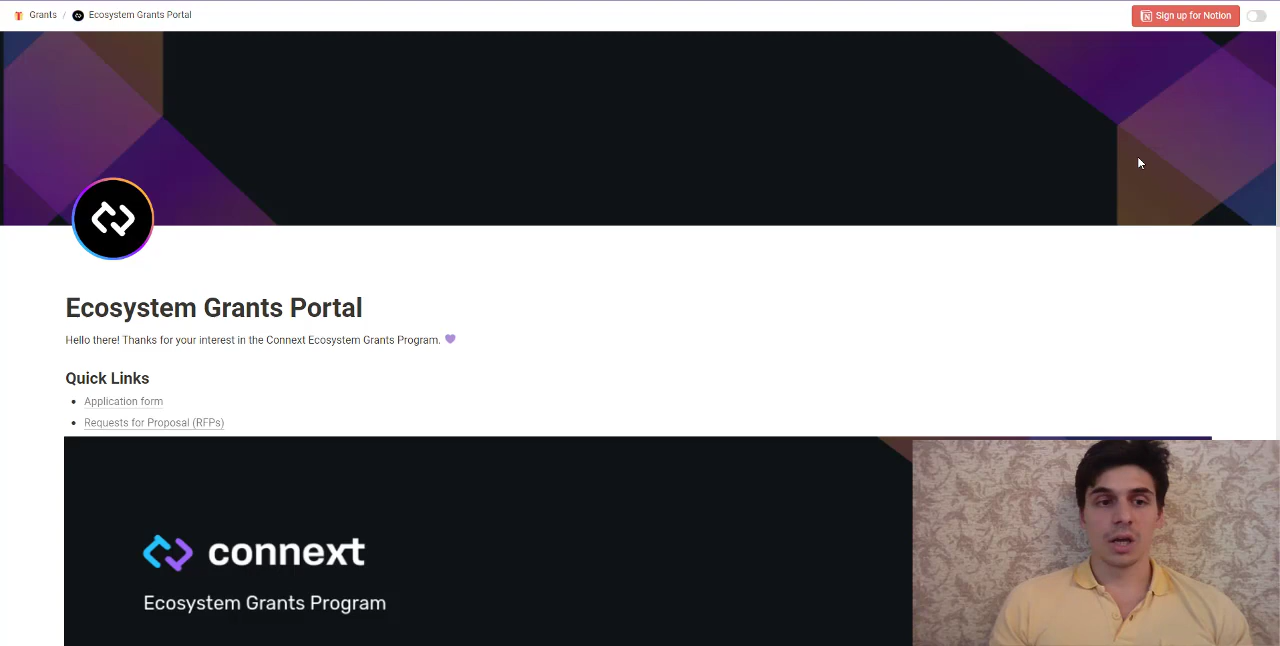 Grants / Ecosystem Grants Portal
Sign up for Notion
Ecosystem Grants Portal
Hello there! Thanks for your interest in the Connext Ecosystem Grants Program. 💜
Quick Links
• Application form
• Requests for Proposal (RFPs)
connext
Ecosystem Grants Program